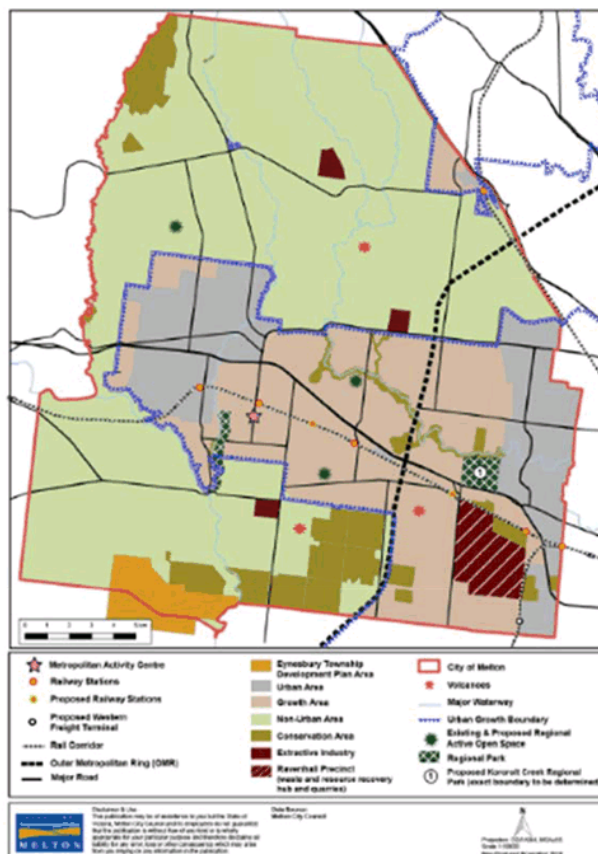 1
Metropolitan Activity Centre
Railway Stations
Proposed Railway Stations
Proposed Western
Freight Terminal
Rail Corridor
Outer Metropolitan Ring (OMR)
Major Road
Eynesbury Township
Development Plan Area
Urban Area
Growth Area
Non-Urban Area
Conservation Area
Extractive Industry
Ravenhall Precinct
(waste and resource recovery
hub and quarries)
City of Melton
Volcanoes
Major Waterway
Urban Growth Boundary
Existing & Proposed Regional
Active Open Space
Regional Park
1
Proposed Kororoit Creek Regional
Park (exact boundary to be determined)
MELTON
Disclaimer & Use
Data Source:
Melton City Council